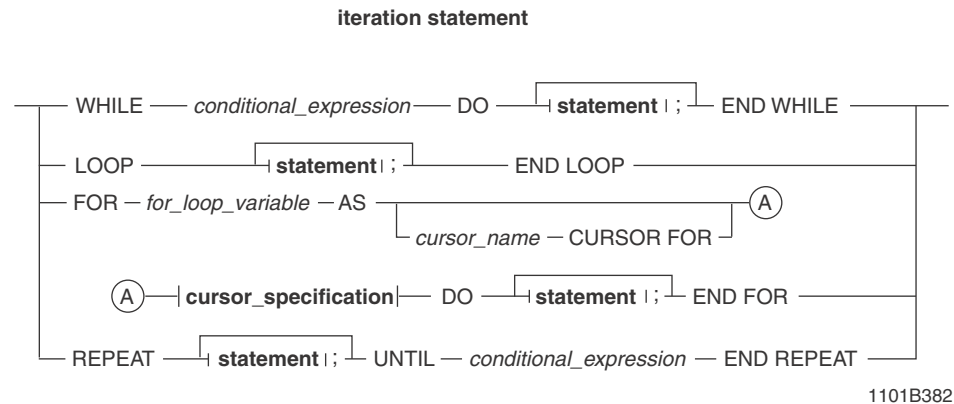 iteration statement
WHILE conditional_expression DO statement ; END WHILE
LOOP statement ; END LOOP
FOR for_loop_variable AS A
cursor_name CURSOR FOR
A cursor_specification DO statement ; END FOR
REPEAT statement ; UNTIL conditional_expression END REPEAT
1101B382